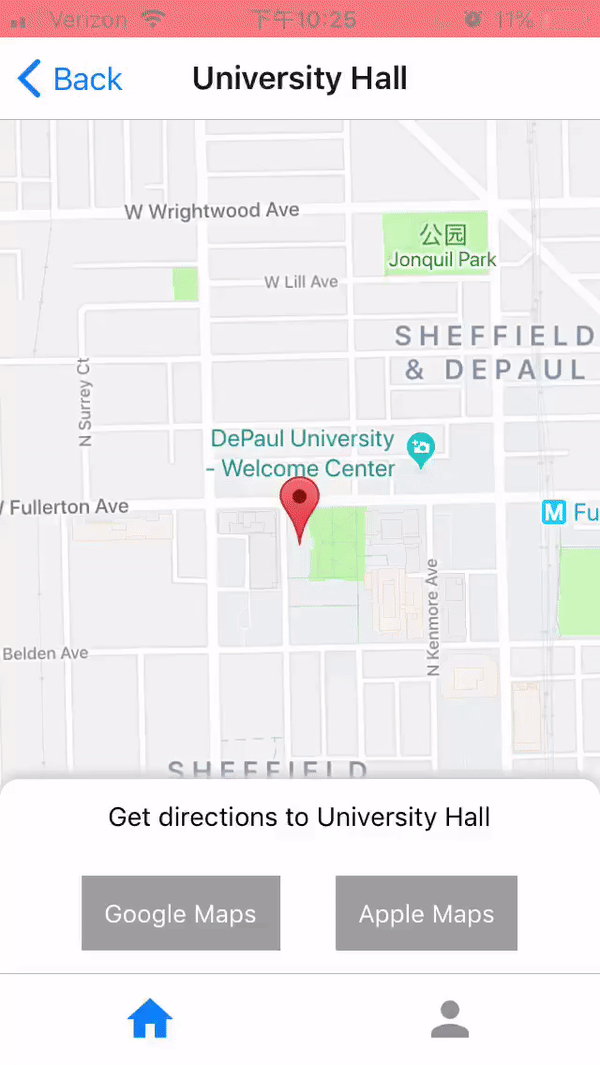 Verizon 下午10:25 11%
Back University Hall
W Wrightwood Ave
公园
Jonquil Park
W Lill Ave
SHEFFIELD
& DEPAUL
N Surrey Ct
DePaul University
- Welcome Center
Fullerton Ave
M Fu
N Kenmore Ave
Belden Ave
SHEFFIELD
Get directions to University Hall
Google Maps Apple Maps